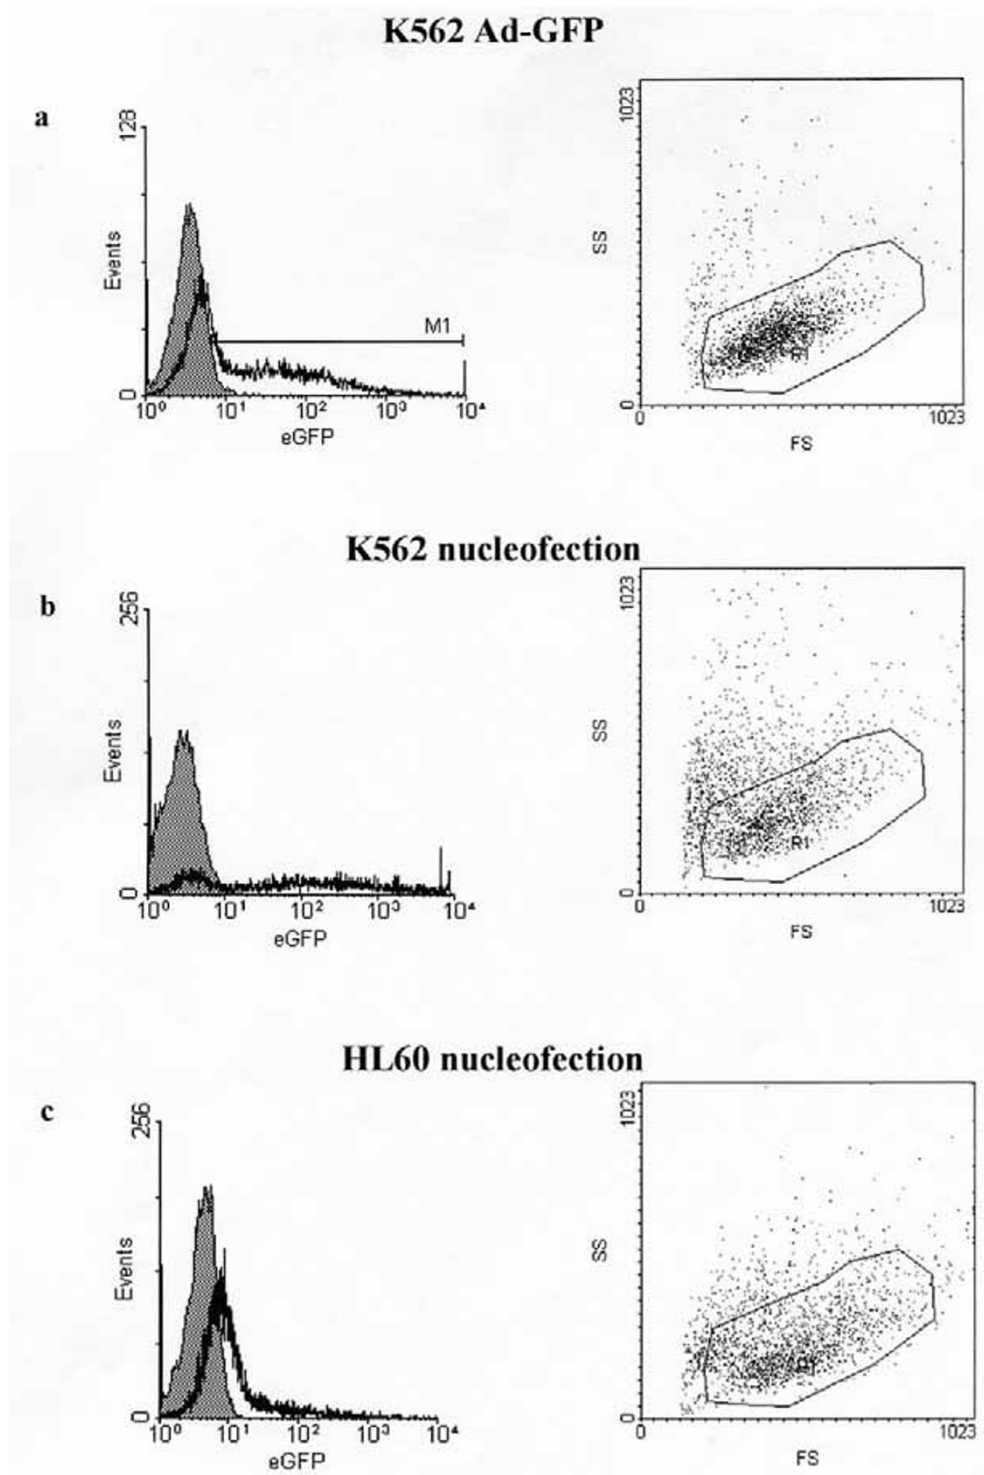 K562 Ad-GFP
a
128
Events
0
M1
10⁰ 10¹ 10² 10³ 10⁴
eGFP
1023
SS
0
R1
0 1023
FS
K562 nucleofection
b
256
Events
0
10⁰ 10¹ 10² 10³ 10⁴
eGFP
1023
SS
0
R1
0 1023
FS
HL60 nucleofection
c
256
Events
0
10⁰ 10¹ 10² 10³ 10⁴
eGFP
1023
SS
0
R1
0 1023
FS